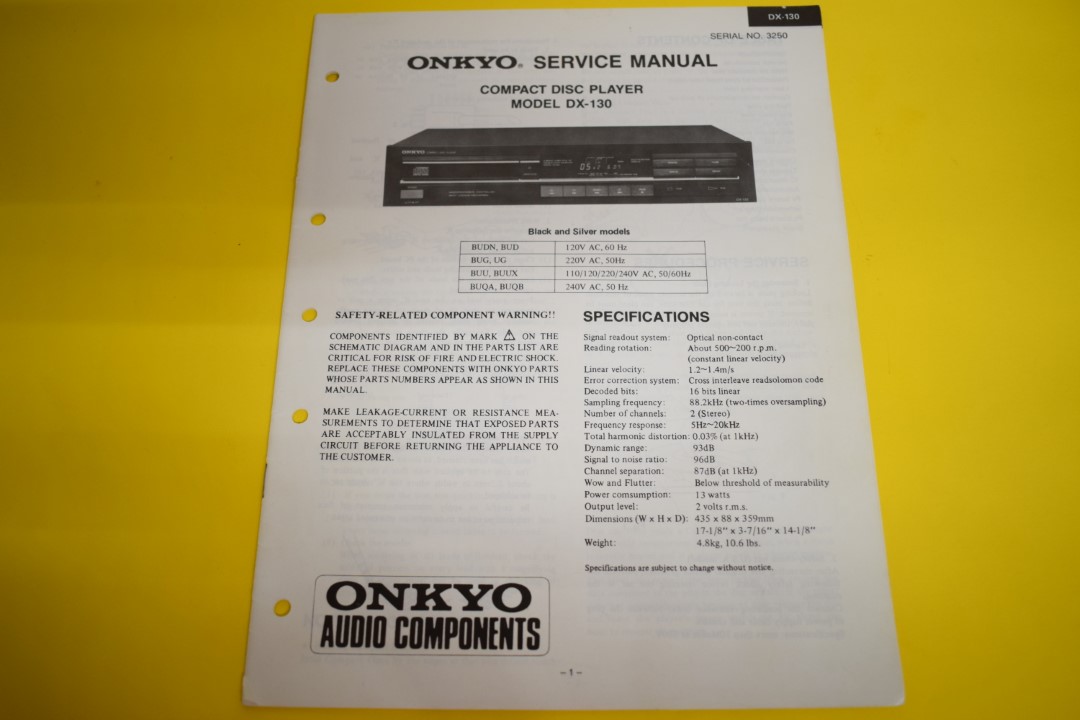 DX-130
SERIAL NO. 3250
ONKYO® SERVICE MANUAL
COMPACT DISC PLAYER
MODEL DX-130
ONKYO
Black and Silver models
BUDN, BUD 120V AC, 60 Hz
BUG, UG 220V AC, 50Hz
BUU, BUUX 110/120/220/240V AC, 50/60Hz
BUQA, BUQB 240V AC, 50 Hz
SAFETY-RELATED COMPONENT WARNING!!
COMPONENTS IDENTIFIED BY MARK ⚠ ON THE
SCHEMATIC DIAGRAM AND IN THE PARTS LIST ARE
CRITICAL FOR RISK OF FIRE AND ELECTRIC SHOCK.
REPLACE THESE COMPONENTS WITH ONKYO PARTS
WHOSE PARTS NUMBERS APPEAR AS SHOWN IN THIS
MANUAL.
MAKE LEAKAGE-CURRENT OR RESISTANCE MEA-
SUREMENTS TO DETERMINE THAT EXPOSED PARTS
ARE ACCEPTABLY INSULATED FROM THE SUPPLY
CIRCUIT BEFORE RETURNING THE APPLIANCE TO
THE CUSTOMER.
SPECIFICATIONS
Signal readout system: Optical non-contact
Reading rotation: About 500~200 r.p.m.
(constant linear velocity)
Linear velocity: 1.2~1.4m/s
Error correction system: Cross interleave readsolomon code
Decoded bits: 16 bits linear
Sampling frequency: 88.2kHz (two-times oversampling)
Number of channels: 2 (Stereo)
Frequency response: 5Hz~20kHz
Total harmonic distortion: 0.03% (at 1kHz)
Dynamic range: 93dB
Signal to noise ratio: 96dB
Channel separation: 87dB (at 1kHz)
Wow and Flutter: Below threshold of measurability
Power comsumption: 13 watts
Output level: 2 volts r.m.s.
Dimensions (W x H x D): 435 x 88 x 359mm
17-1/8" x 3-7/16" x 14-1/8"
Weight: 4.8kg, 10.6 lbs.
Specifications are subject to change without notice.
ONKYO
AUDIO COMPONENTS
– 1 –